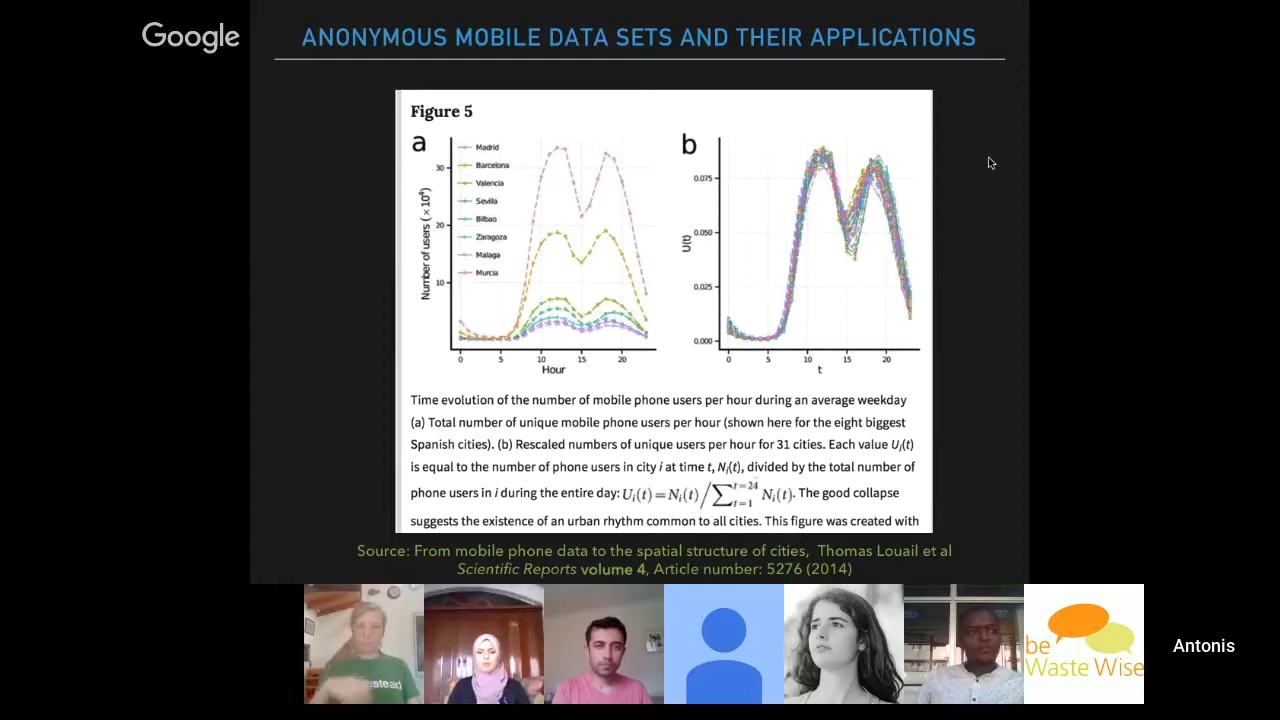 Google
ANONYMOUS MOBILE DATA SETS AND THEIR APPLICATIONS
Figure 5
a
Madrid
Barcelona
Valencia
Sevilla
Bilbao
Zaragoza
Malaga
Murcia
30
20
10
Number of users (×10⁴)
0 5 10 15 20
Hour
b
0.075
0.050
0.025
0.000
U(t)
0 5 10 15 20
t
Time evolution of the number of mobile phone users per hour during an average weekday
(a) Total number of unique mobile phone users per hour (shown here for the eight biggest
Spanish cities). (b) Rescaled numbers of unique users per hour for 31 cities. Each value Uᵢ(t)
is equal to the number of phone users in city i at time t, Nᵢ(t), divided by the total number of
phone users in i during the entire day: Uᵢ(t)=Nᵢ(t)/∑ t=1 t=24 Nᵢ(t). The good collapse
suggests the existence of an urban rhythm common to all cities. This figure was created with
Source: From mobile phone data to the spatial structure of cities, Thomas Louail et al
Scientific Reports volume 4, Article number: 5276 (2014)
be
Waste Wise
Antonis